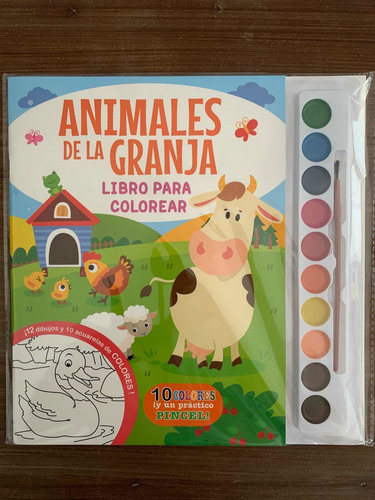 ANIMALES
DE LA GRANJA
LIBRO PARA
COLOREAR
¡12 dibujos y 10 acuarelas de COLORES!
10 COLORES
¡y un práctico
PINCEL!